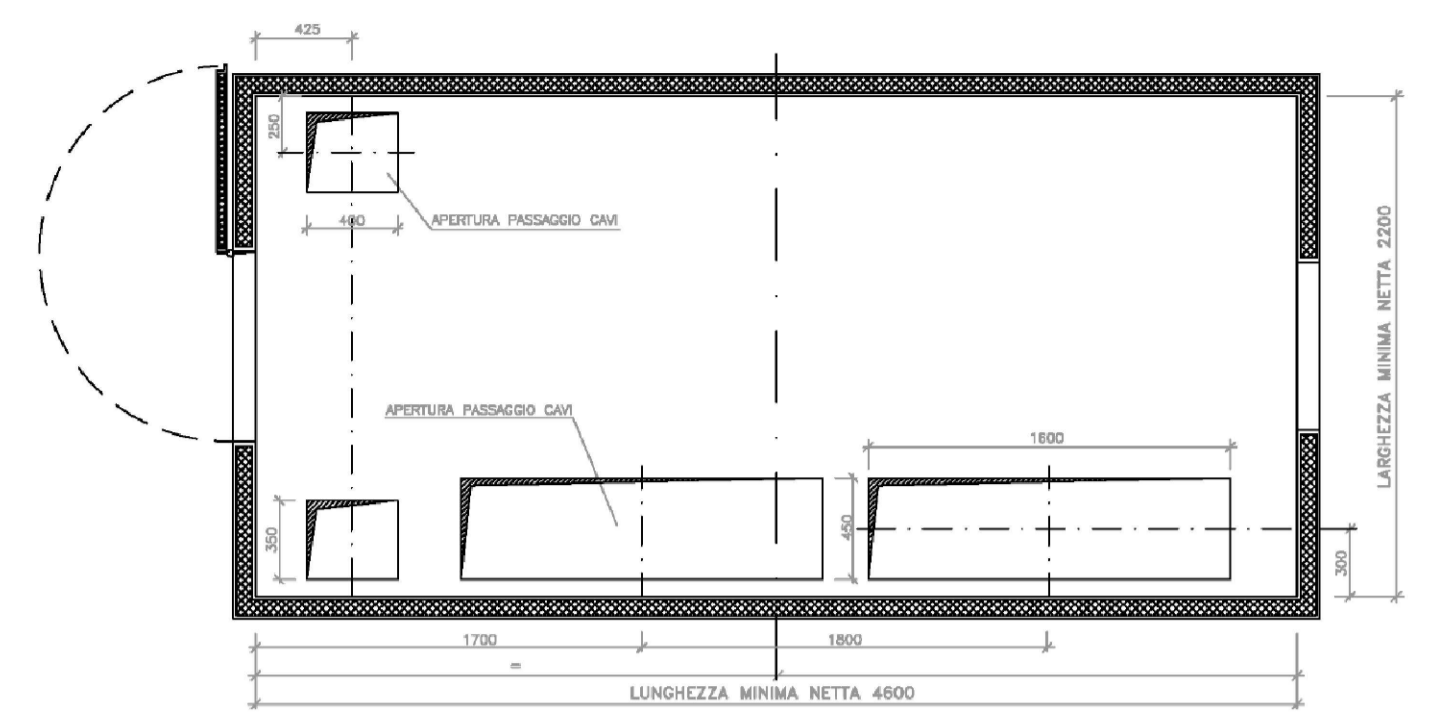 425
250
400
APERTURA PASSAGGIO CAVI
LARGHEZZA MINIMA NETTA 2200
APERTURA PASSAGGIO CAVI
1600
350
450
300
1700
1800
=
LUNGHEZZA MINIMA NETTA 4600